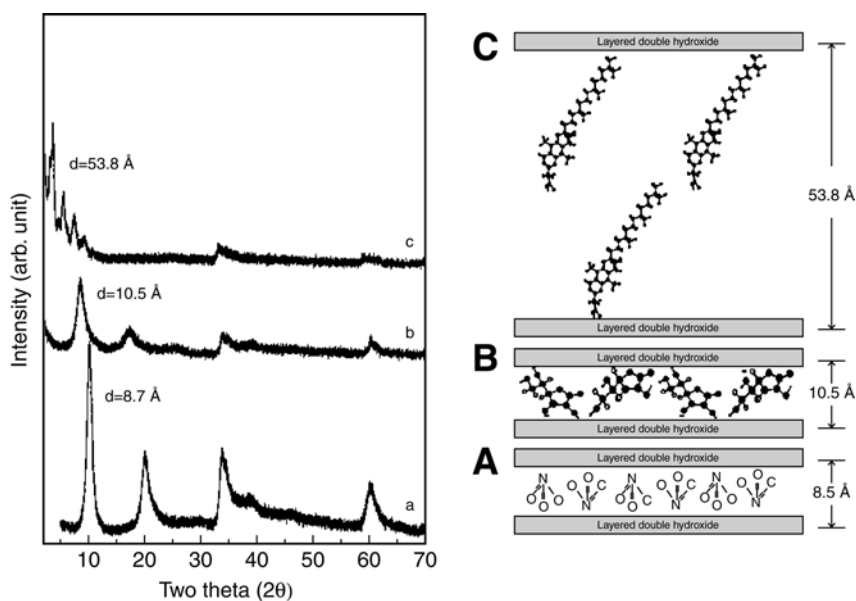 Intensity (arb. unit)
d=53.8 Å
c
d=10.5 Å
b
d=8.7 Å
a
10 20 30 40 50 60 70
Two theta (2θ)
C
Layered double hydroxide
53.8 Å
Layered double hydroxide
B
Layered double hydroxide
10.5 Å
Layered double hydroxide
A
Layered double hydroxide
N O O N O O
O O O C O C N O O O C
O N O N O N
8.5 Å
Layered double hydroxide